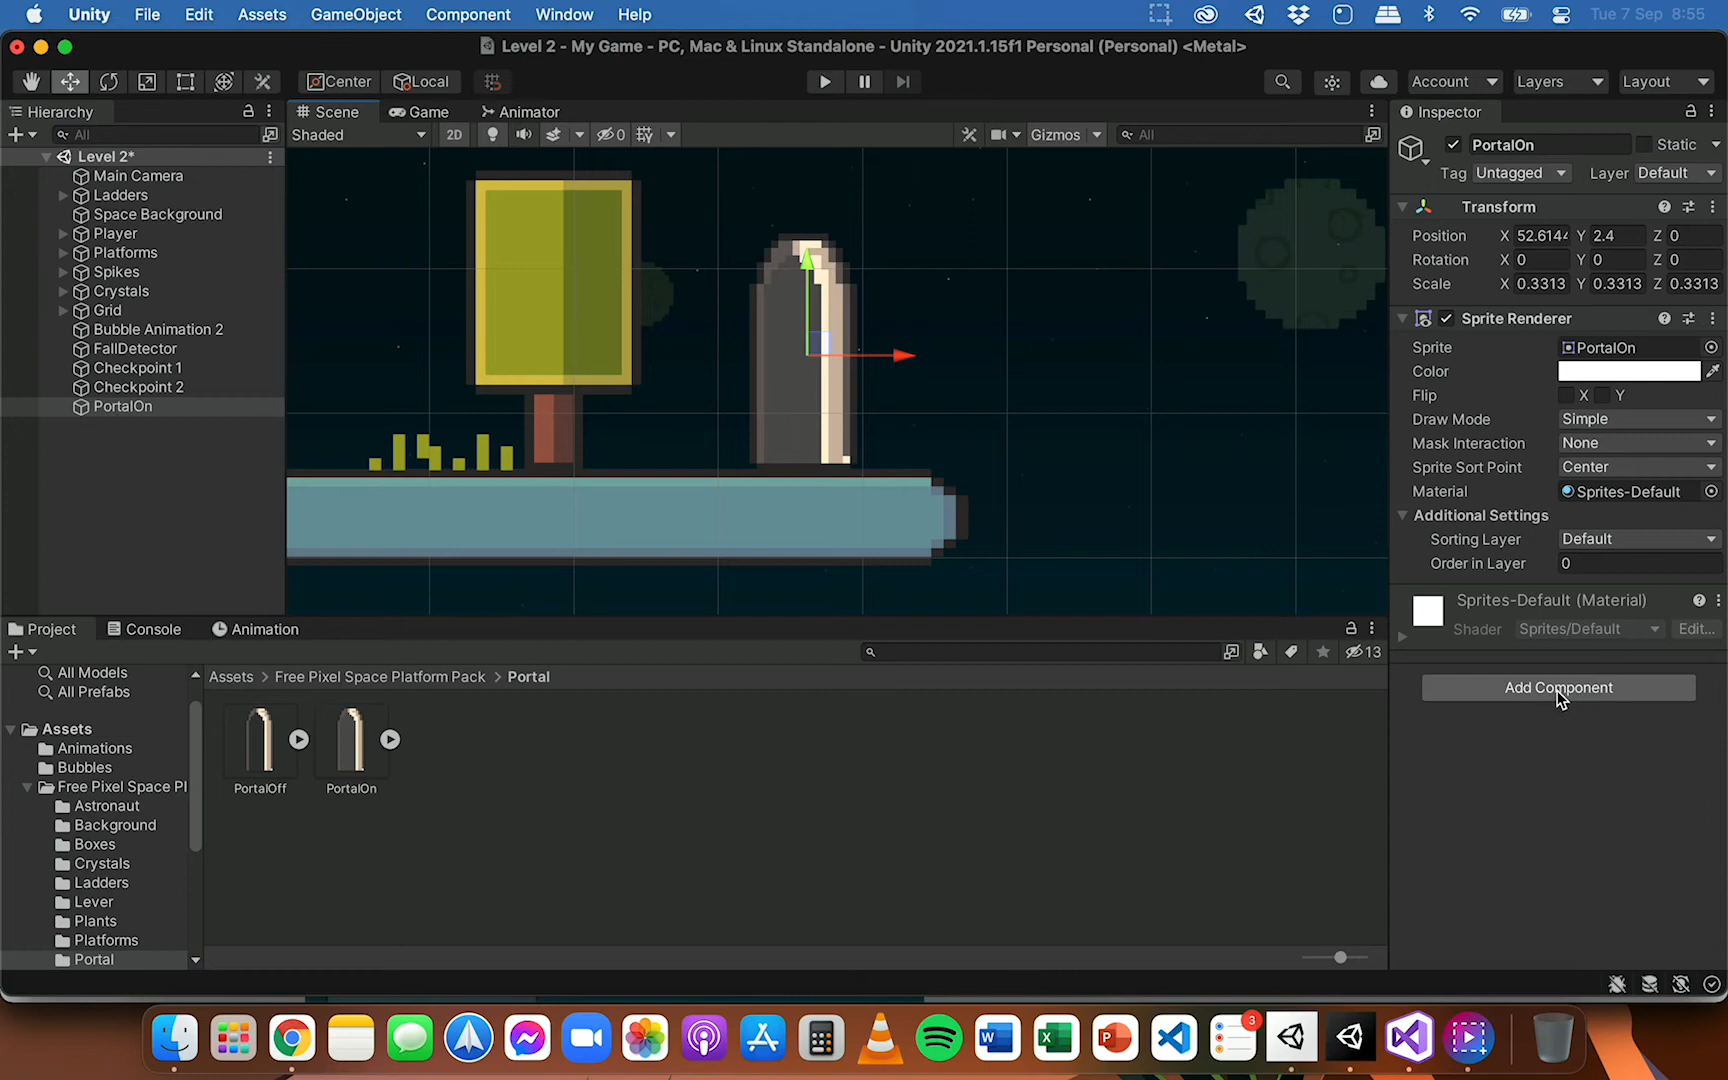 Unity File Edit Assets GameObject Component Window Help Tue 7 Sep 8:55
Level 2 - My Game - PC, Mac & Linux Standalone - Unity 2021.1.15f1 Personal (Personal) <Metal>
Center Local Account Layers Layout
Hierarchy Scene Game Animator Inspector
All Shaded 2D 0 Gizmos All
PortalOn Static
Tag Untagged Layer Default
Level 2*
Main Camera
Ladders
Space Background
Player
Platforms
Spikes
Crystals
Grid
Bubble Animation 2
FallDetector
Checkpoint 1
Checkpoint 2
PortalOn
Transform
Position X 52.6144 Y 2.4 Z 0
Rotation X 0 Y 0 Z 0
Scale X 0.3313 Y 0.3313 Z 0.3313
Sprite Renderer
Sprite PortalOn
Color
Flip X Y
Draw Mode Simple
Mask Interaction None
Sprite Sort Point Center
Material Sprites-Default
Additional Settings
Sorting Layer Default
Order in Layer 0
Sprites-Default (Material)
Shader Sprites/Default Edit...
Add Component
Project Console Animation
13
All Models
All Prefabs
Assets
Animations
Bubbles
Free Pixel Space Pl
Astronaut
Background
Boxes
Crystals
Ladders
Lever
Plants
Platforms
Portal
Assets > Free Pixel Space Platform Pack > Portal
PortalOff PortalOn
3